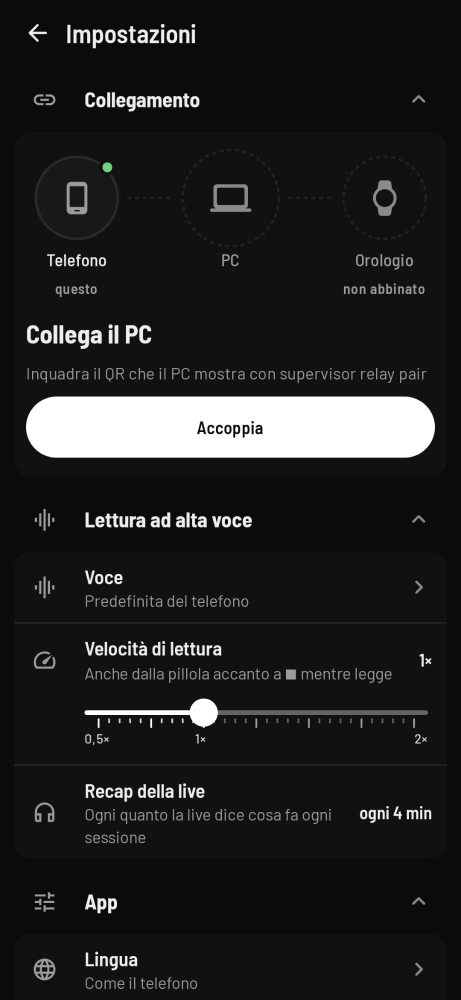 Impostazioni
Collegamento
Telefono
PC
Orologio
questo
non abbinato
Collega il PC
Inquadra il QR che il PC mostra con supervisor relay pair
Accoppia
Lettura ad alta voce
Voce
Predefinita del telefono
Velocità di lettura
Anche dalla pillola accanto a ■ mentre legge
1×
0,5×
1×
2×
Recap della live
Ogni quanto la live dice cosa fa ogni
sessione
ogni 4 min
App
Lingua
Come il telefono